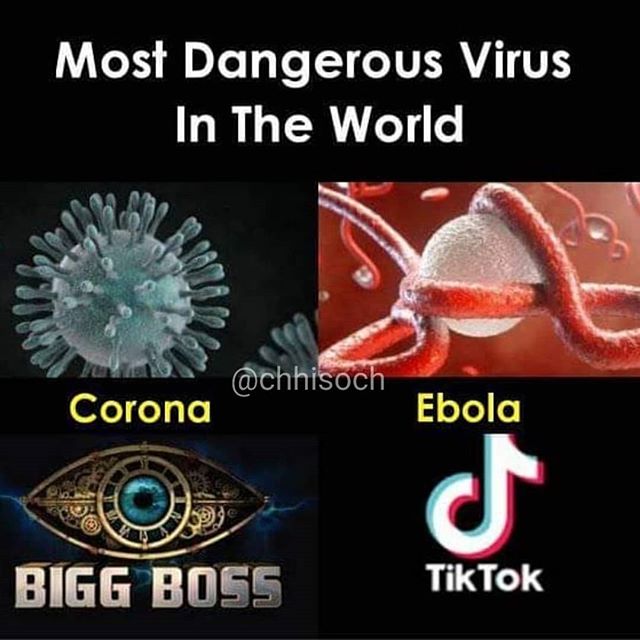 Most Dangerous Virus
In The World
@chhisoch
Corona
Ebola
BIGG BOSS
TikTok